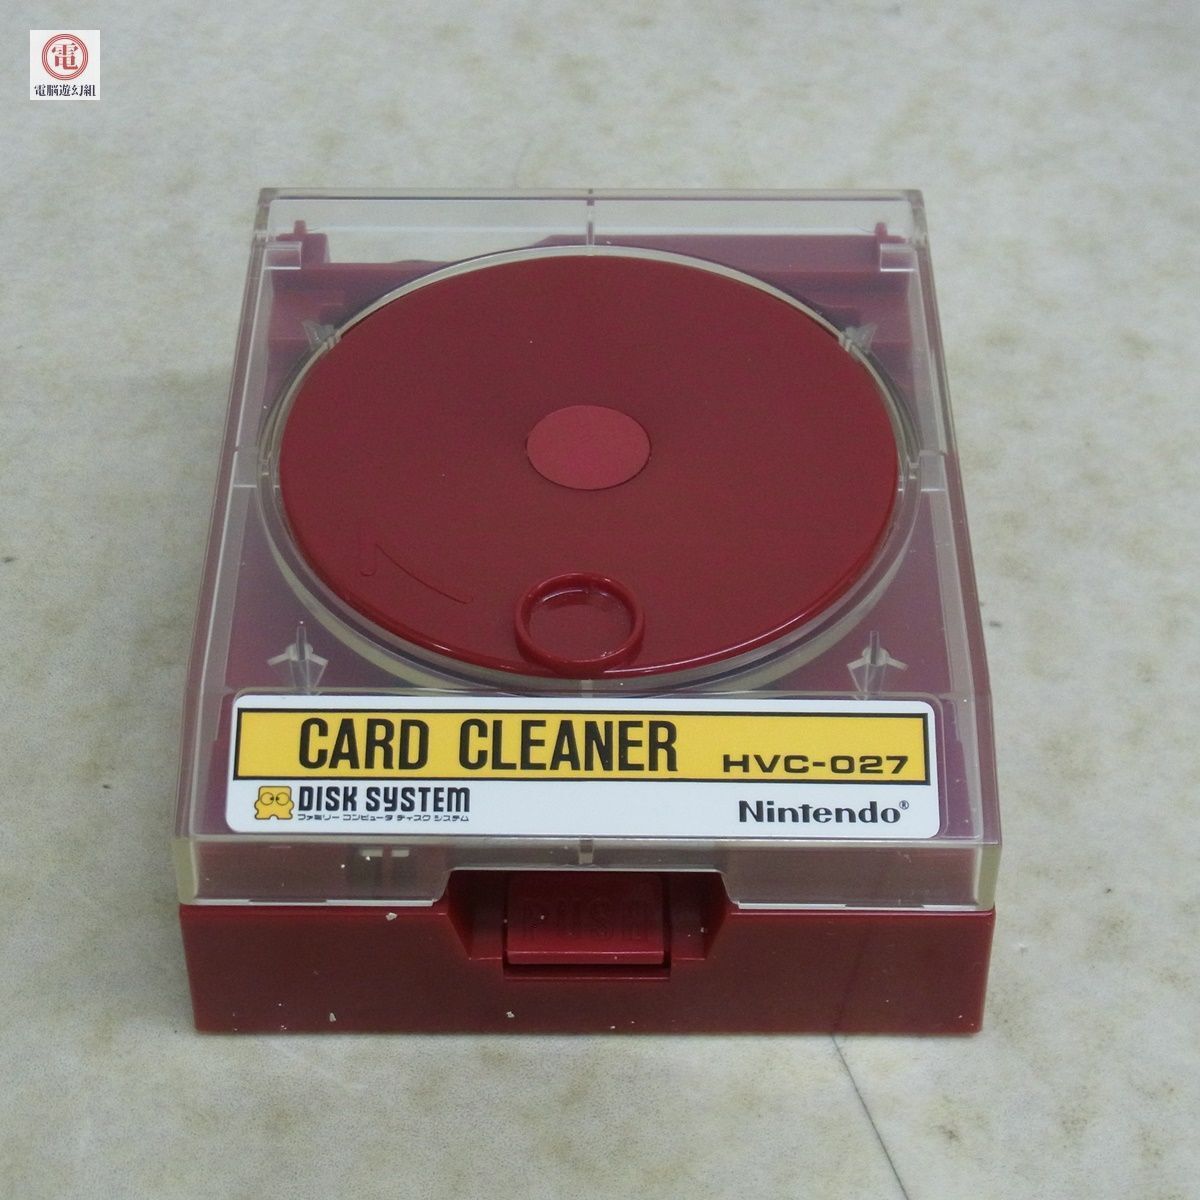 電
電脳遊幻組
CARD CLEANER HVC-027
DISK SYSTEM
ファミリー コンピュータ ディスク システム
Nintendo®
PUSH